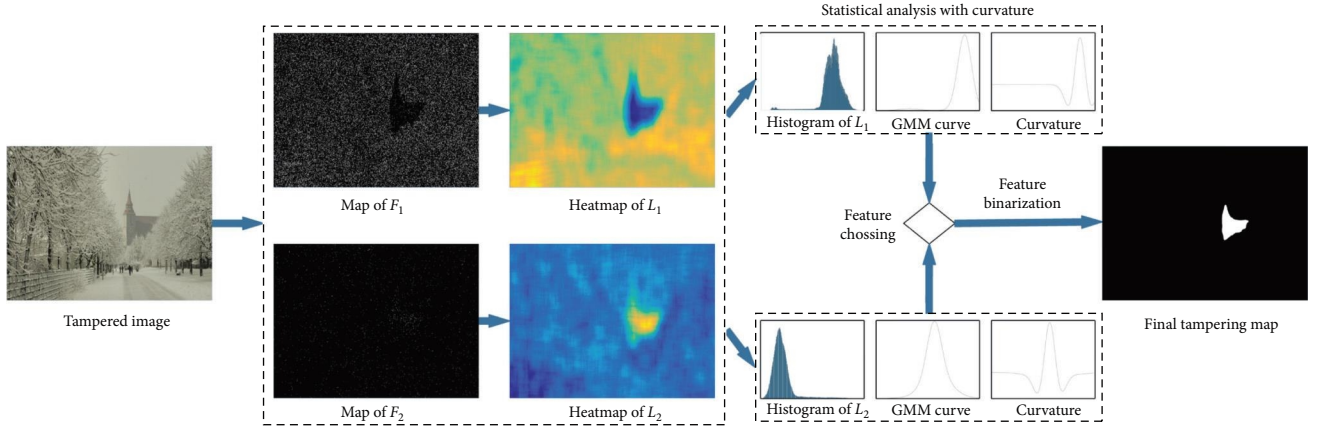 Statistical analysis with curvature
Histogram of L1
GMM curve
Curvature
Map of F1
Heatmap of L1
Feature
chossing
Feature
binarization
Tampered image
Final tampering map
Map of F2
Heatmap of L2
Histogram of L2
GMM curve
Curvature